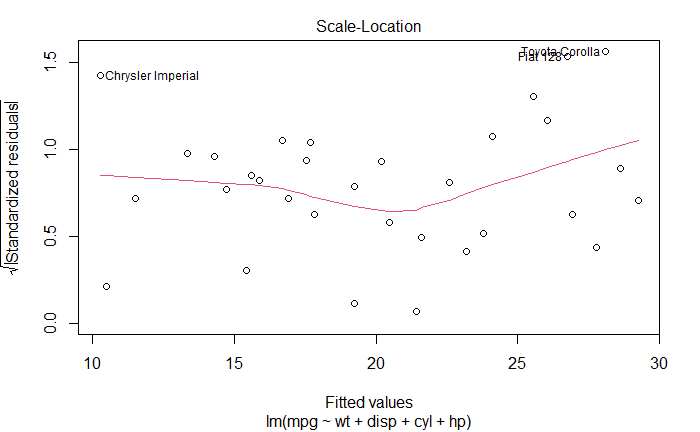 Scale-Location
√|Standardized residuals|
1.5
1.0
0.5
0.0
Toyota Corolla
Fiat 128
Chrysler Imperial
10 15 20 25 30
Fitted values
lm(mpg ~ wt + disp + cyl + hp)